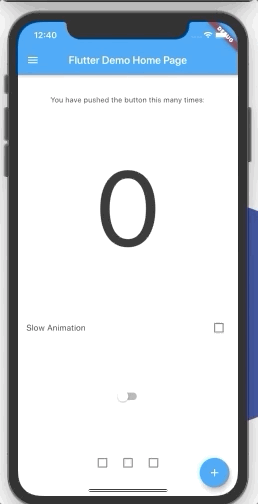 12:40
DEBUG
Flutter Demo Home Page
You have pushed the button this many times:
0
Slow Animation
+